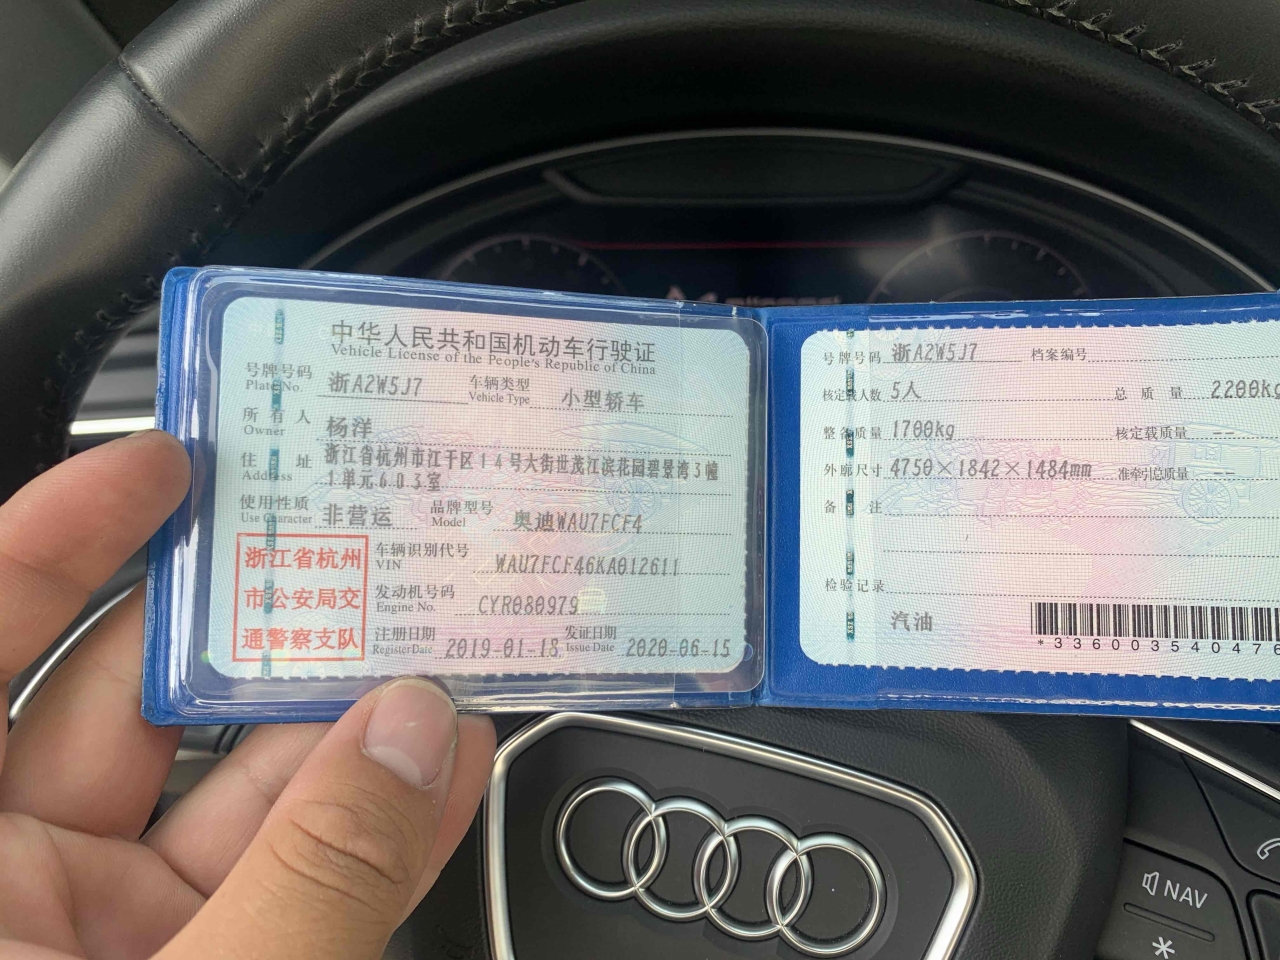 中华人民共和国机动车行驶证
Vehicle License of the People's Republic of China
号牌号码 浙A2W5J7 车辆类型 小型轿车
Plate No. Vehicle Type
所有人 杨洋
Owner
住址 浙江省杭州市江干区14号大街世茂江滨花园碧景湾3幢
Address 1单元603室
使用性质 非营运 品牌型号 奥迪WAU7FCF4
Use Character Model
浙江省杭州
市公安局交
通警察支队
车辆识别代号 WAU7FCF46KA012611
VIN
发动机号码 CYR080979
Engine No.
注册日期 2019-01-18 发证日期 2020-06-15
Register Date Issue Date
号牌号码 浙A2W5J7 档案编号
核定载人数 5人 总质量 2200kg
整备质量 1700kg 核定载质量 --
外廓尺寸 4750×1842×1484mm 准牵引总质量 --
备注
检验记录
汽油
*336003540476
NAV